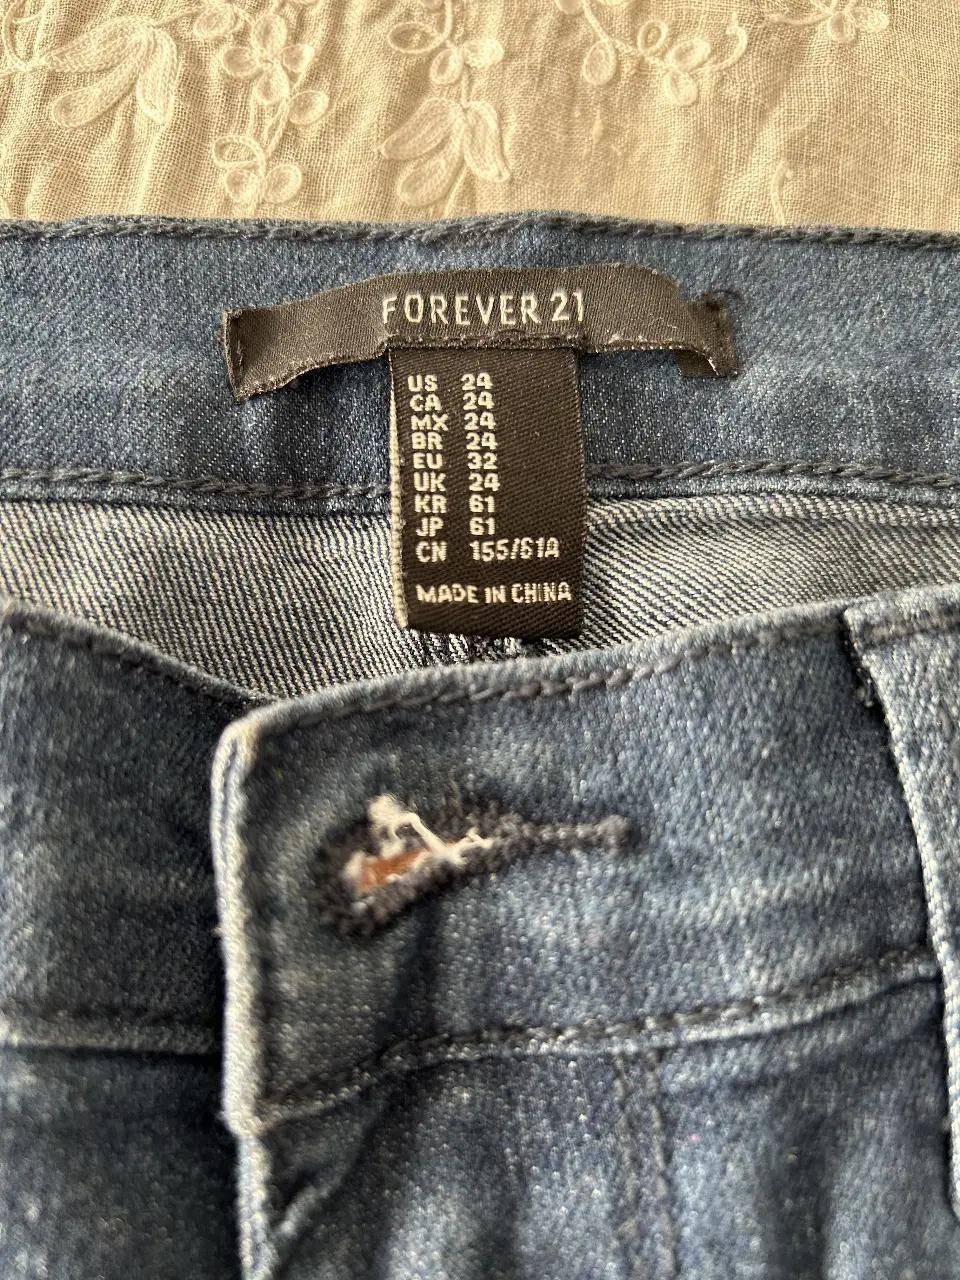 FOREVER 21
US 24
CA 24
MX 24
BR 24
EU 32
UK 24
KR 61
JP 61
CN 155/61A
MADE IN CHINA